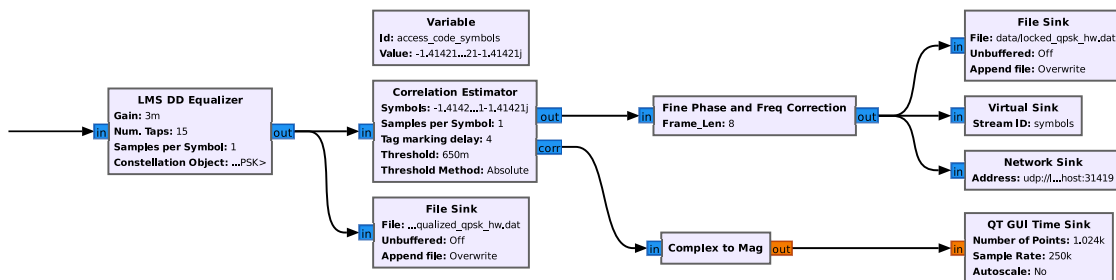 LMS DD Equalizer
Gain: 3m
Num. Taps: 15
Samples per Symbol: 1
Constellation Object: ...PSK>
in
out
Variable
Id: access_code_symbols
Value: -1.41421...21-1.41421j
Correlation Estimator
Symbols: -1.4142...1-1.41421j
Samples per Symbol: 1
Tag marking delay: 4
Threshold: 650m
Threshold Method: Absolute
in
out
corr
File Sink
File: ...qualized_qpsk_hw.dat
Unbuffered: Off
Append file: Overwrite
in
Fine Phase and Freq Correction
Frame_Len: 8
in
out
Complex to Mag
in
out
File Sink
File: data/locked_qpsk_hw.dat
Unbuffered: Off
Append file: Overwrite
in
Virtual Sink
Stream ID: symbols
in
Network Sink
Address: udp://l...host:31419
in
QT GUI Time Sink
Number of Points: 1.024k
Sample Rate: 250k
Autoscale: No
in